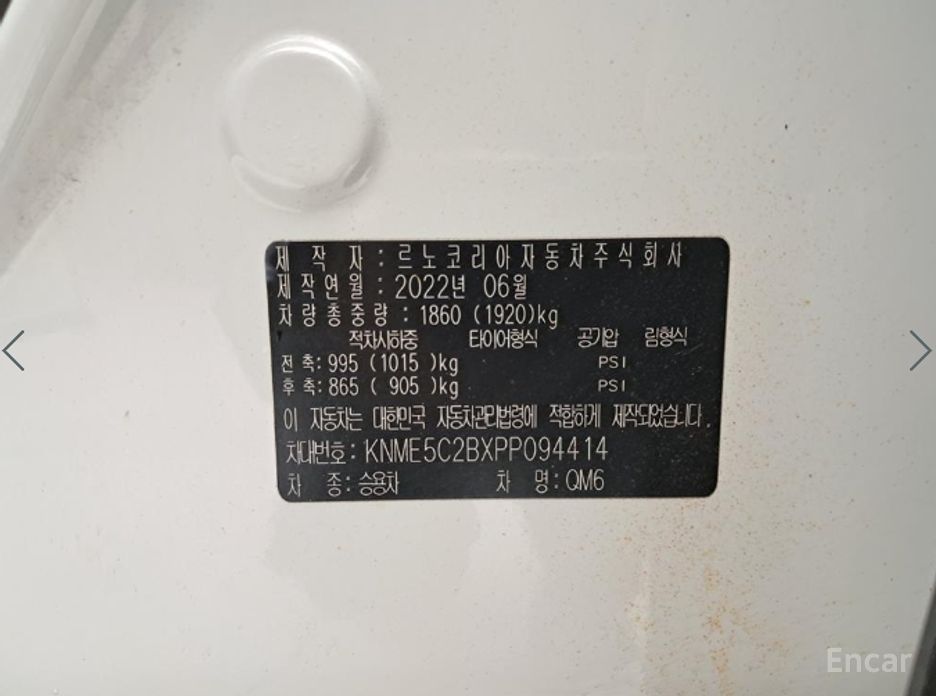 제 작 자 : 르노코리아자동차주식회사
제작연월 : 2022년 06월
차량총중량 : 1860 (1920)kg
적차시하중 타이어형식 공기압 림형식
전 축: 995 (1015 )kg PSI
후 축: 865 ( 905 )kg PSI
이 자동차는 대한민국 자동차관리법령에 적합하게 제작되었습니다.
차대번호: KNME5C2BXPP094414
차 종: 승용차 차 명: QM6
Encar